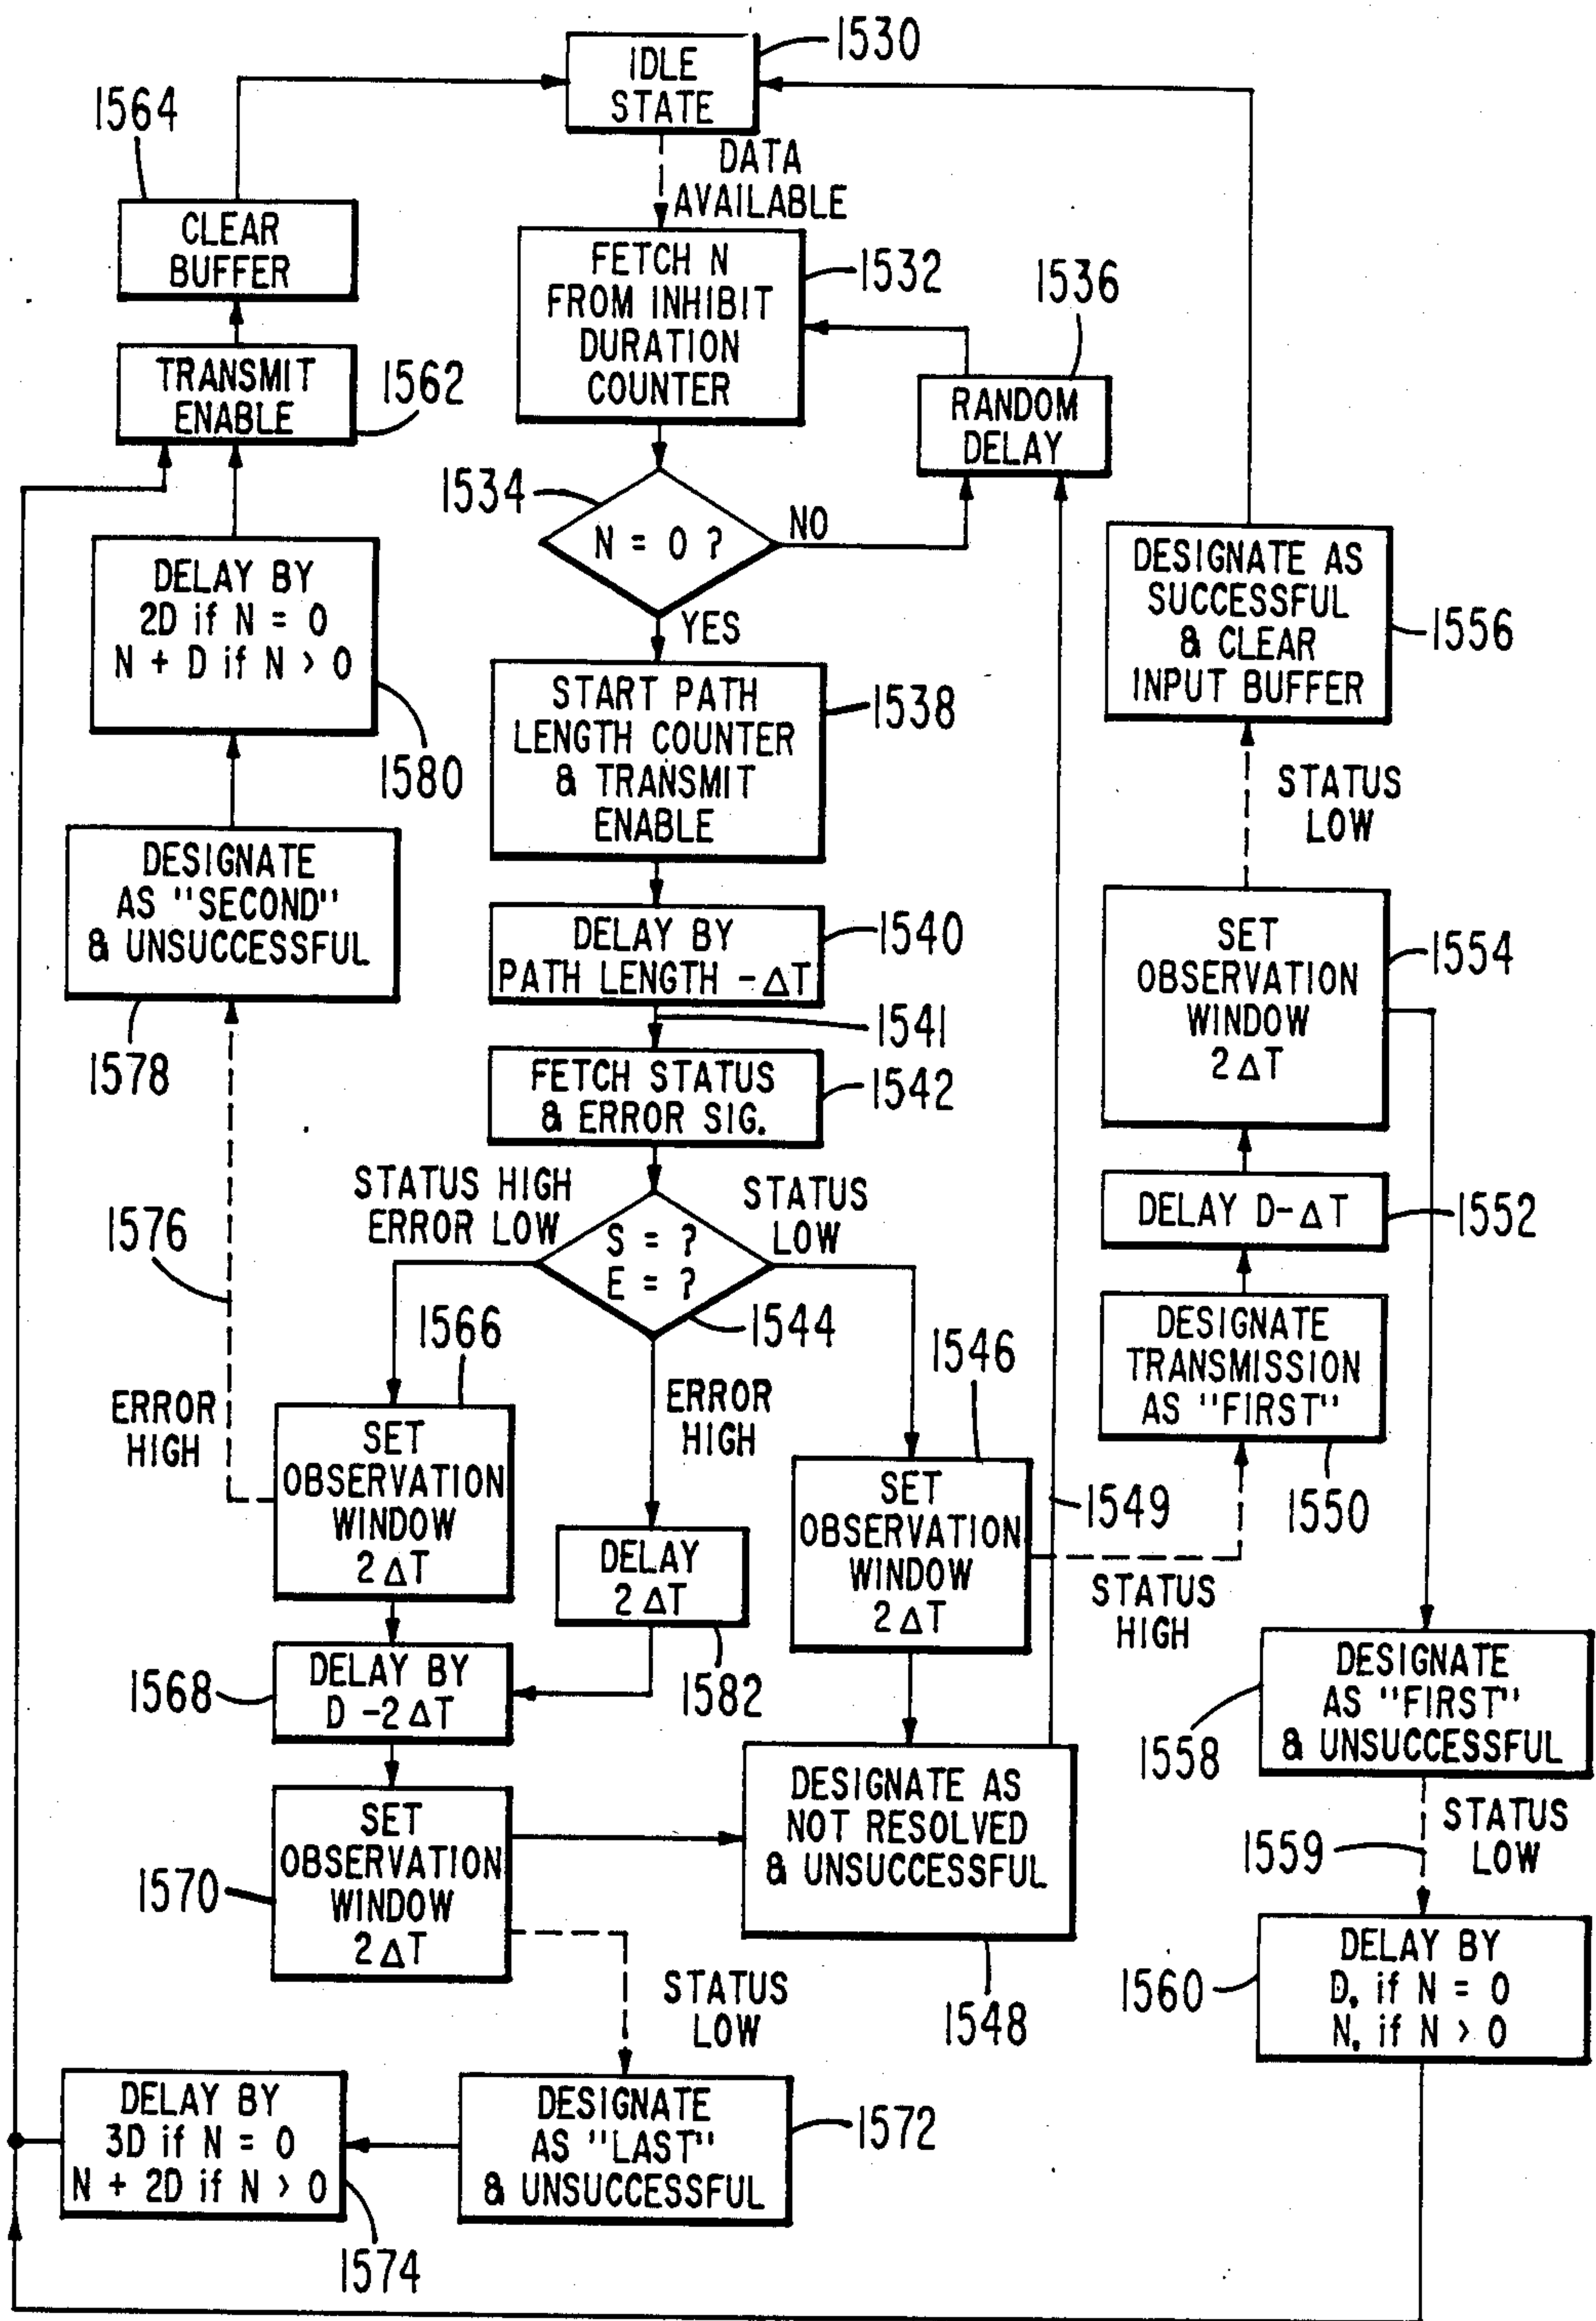 1530
IDLE
STATE
1564
DATA
AVAILABLE
CLEAR
BUFFER
FETCH N
FROM INHIBIT
DURATION
COUNTER
1532
1536
TRANSMIT
ENABLE
1562
RANDOM
DELAY
1534
N = 0 ?
NO
YES
DELAY BY
2D if N = 0
N + D if N > 0
1580
DESIGNATE AS
SUCCESSFUL
& CLEAR
INPUT BUFFER
1556
START PATH
LENGTH COUNTER
& TRANSMIT
ENABLE
1538
STATUS
LOW
DESIGNATE
AS "SECOND"
& UNSUCCESSFUL
1578
DELAY BY
PATH LENGTH -ΔT
1540
1541
SET
OBSERVATION
WINDOW
2ΔT
1554
FETCH STATUS
& ERROR SIG.
1542
STATUS HIGH
ERROR LOW
STATUS
LOW
S = ?
E = ?
1544
1576
DELAY D-ΔT
1552
DESIGNATE
TRANSMISSION
AS "FIRST"
1550
1566
1546
ERROR
HIGH
ERROR
HIGH
SET
OBSERVATION
WINDOW
2ΔT
DELAY
2ΔT
1582
SET
OBSERVATION
WINDOW
2ΔT
1549
STATUS
HIGH
1568
DELAY BY
D -2ΔT
DESIGNATE
AS "FIRST"
& UNSUCCESSFUL
1558
SET
OBSERVATION
WINDOW
2ΔT
1570
DESIGNATE AS
NOT RESOLVED
& UNSUCCESSFUL
1548
1559
STATUS
LOW
STATUS
LOW
DELAY BY
D, if N = 0
N, if N > 0
1560
DELAY BY
3D if N = 0
N + 2D if N > 0
1574
DESIGNATE
AS "LAST"
& UNSUCCESSFUL
1572